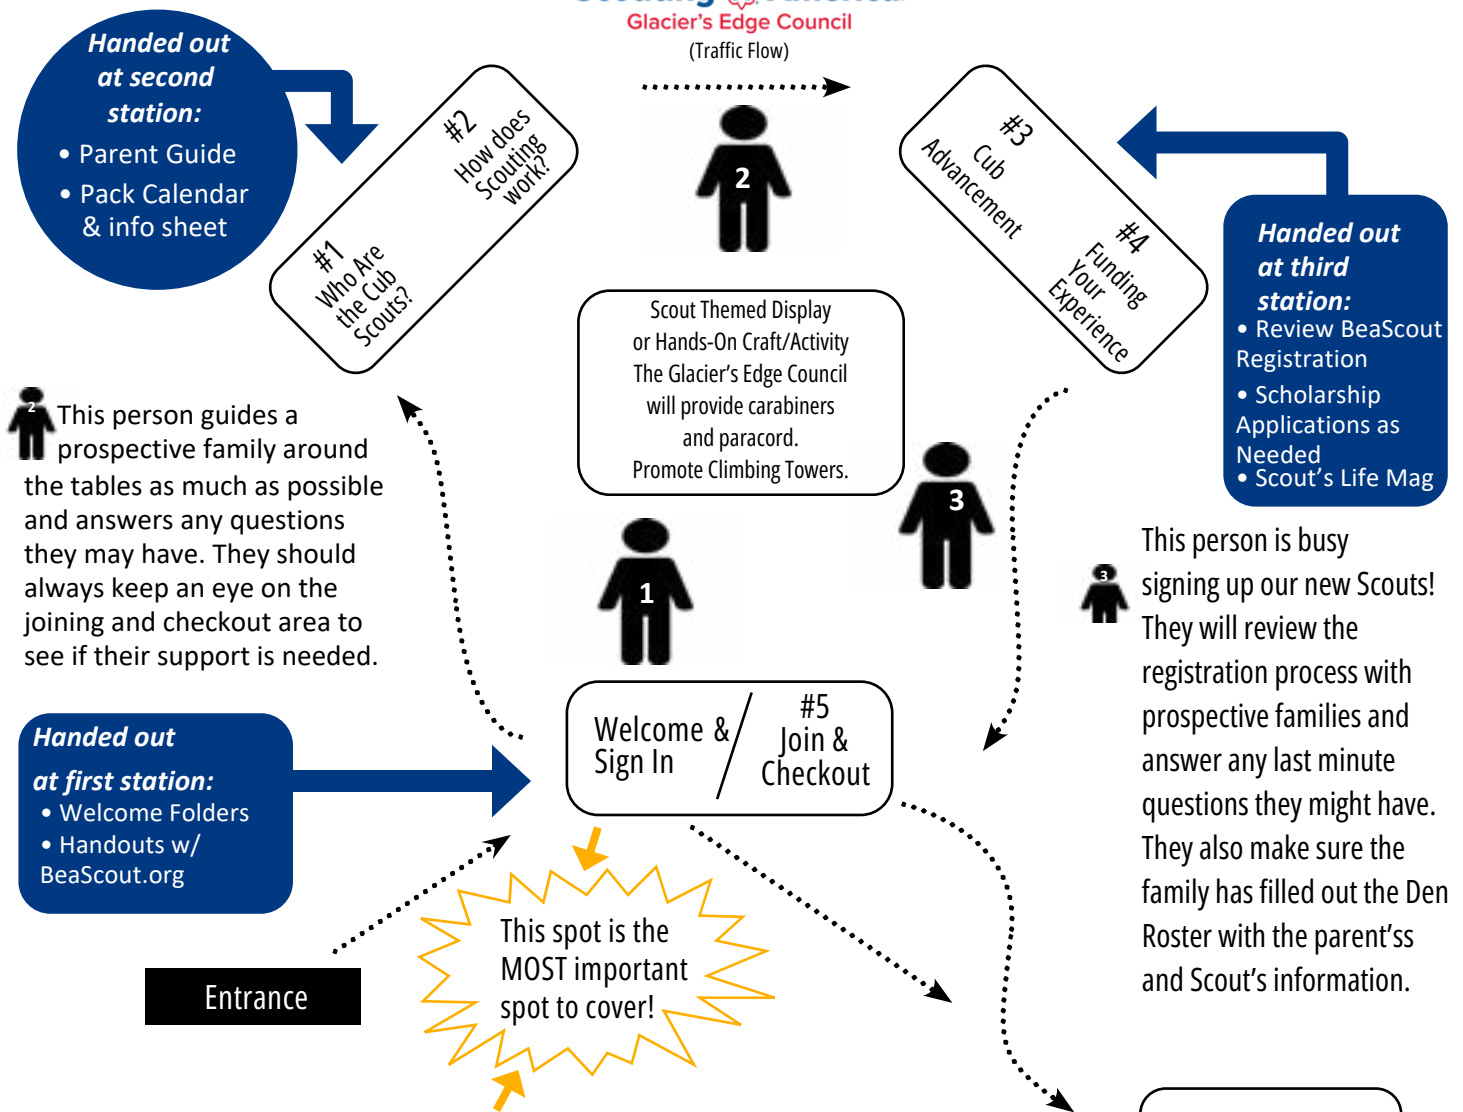 Scouting America
Glacier's Edge Council
(Traffic Flow)
Handed out
at second
station:
• Parent Guide
• Pack Calendar
& info sheet
#1
Who Are
the Cub
Scouts?
#2
How does
Scouting
work?
2
#3
Cub
Advancement
#4
Funding
Your
Experience
Handed out
at third
station:
• Review BeaScout
Registration
• Scholarship
Applications as
Needed
• Scout's Life Mag
Scout Themed Display
or Hands-On Craft/Activity
The Glacier's Edge Council
will provide carabiners
and paracord.
Promote Climbing Towers.
2
This person guides a
prospective family around
the tables as much as possible
and answers any questions
they may have. They should
always keep an eye on the
joining and checkout area to
see if their support is needed.
3
1
3
This person is busy
signing up our new Scouts!
They will review the
registration process with
prospective families and
answer any last minute
questions they might have.
They also make sure the
family has filled out the Den
Roster with the parent'ss
and Scout's information.
Handed out
at first station:
• Welcome Folders
• Handouts w/
BeaScout.org
Welcome &
Sign In
/
#5
Join &
Checkout
This spot is the
MOST important
spot to cover!
Entrance